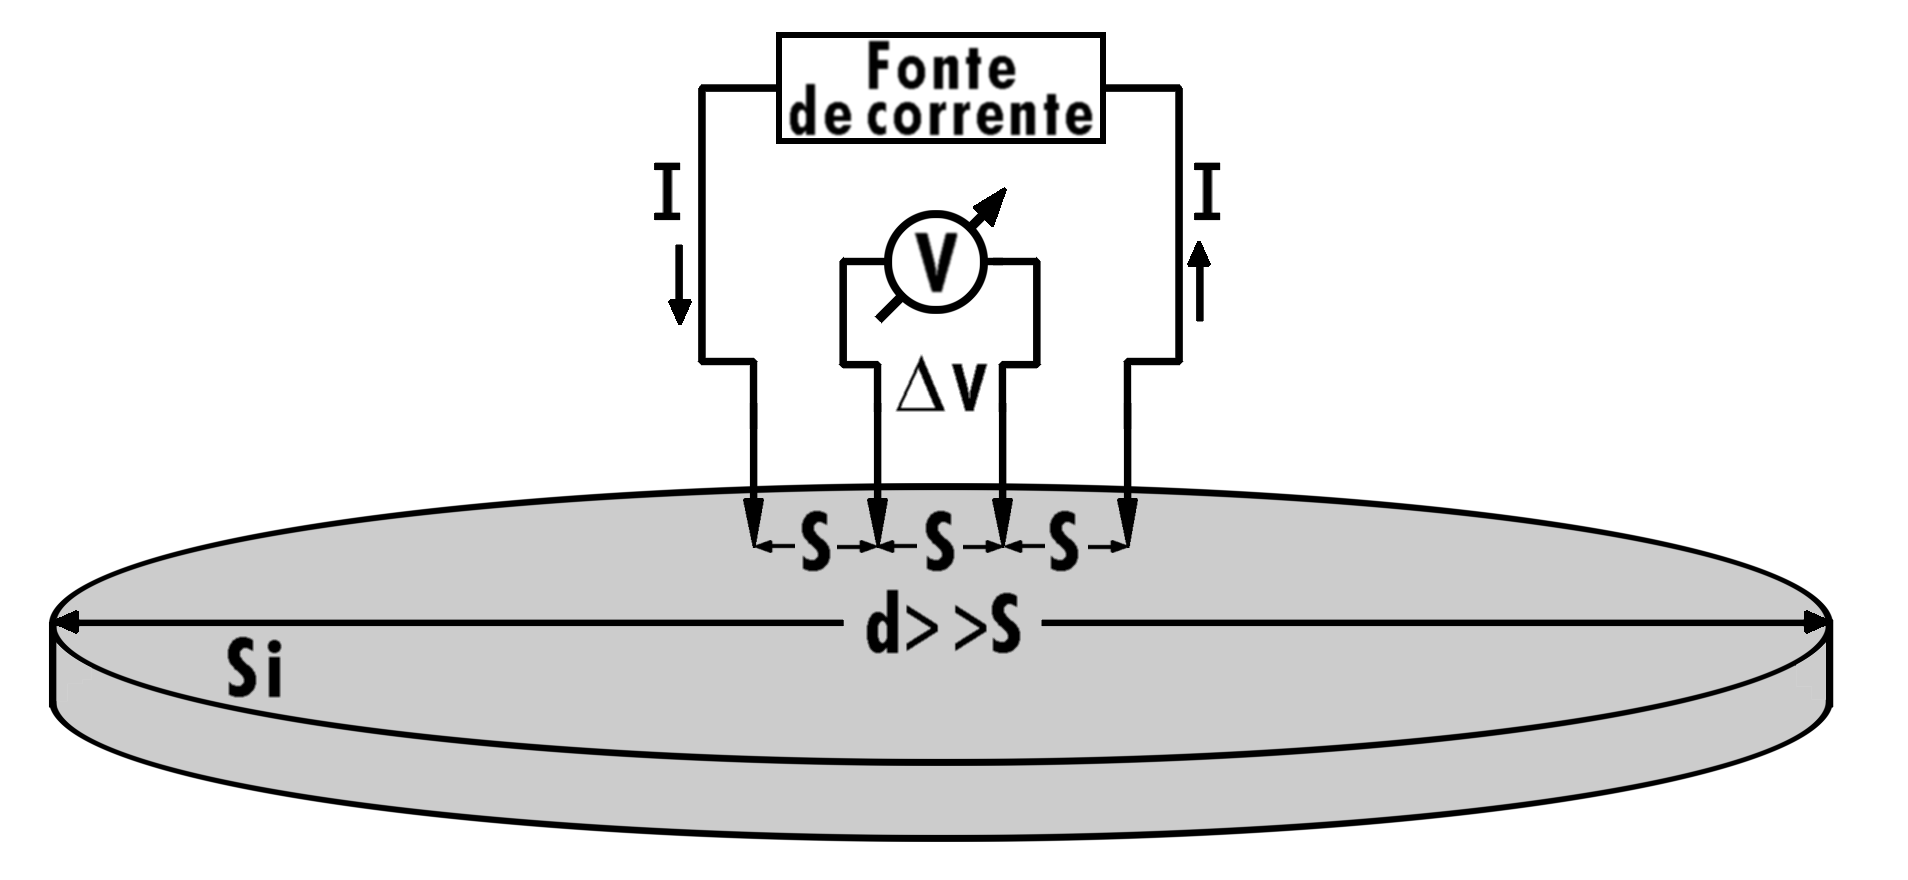 Fonte
de corrente
I
I
V
ΔV
S S S
d>>S
Si